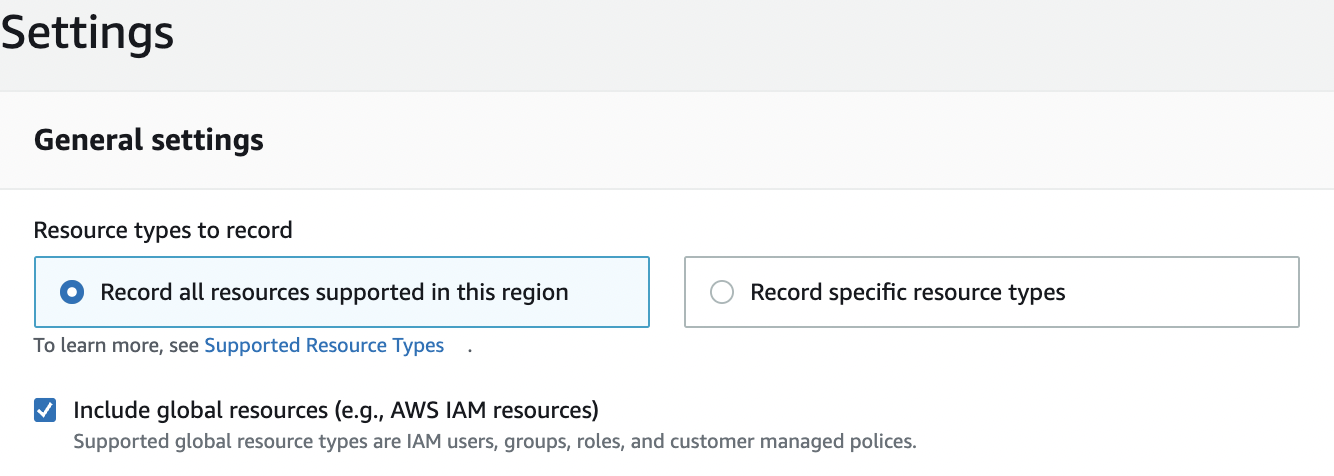 Settings
General settings
Resource types to record
Record all resources supported in this region
Record specific resource types
To learn more, see Supported Resource Types .
Include global resources (e.g., AWS IAM resources)
Supported global resource types are IAM users, groups, roles, and customer managed polices.